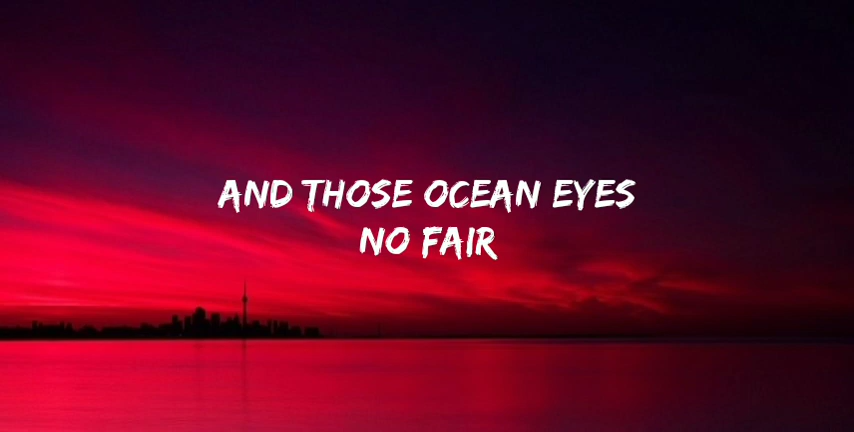 AND THOSE OCEAN EYES
NO FAIR